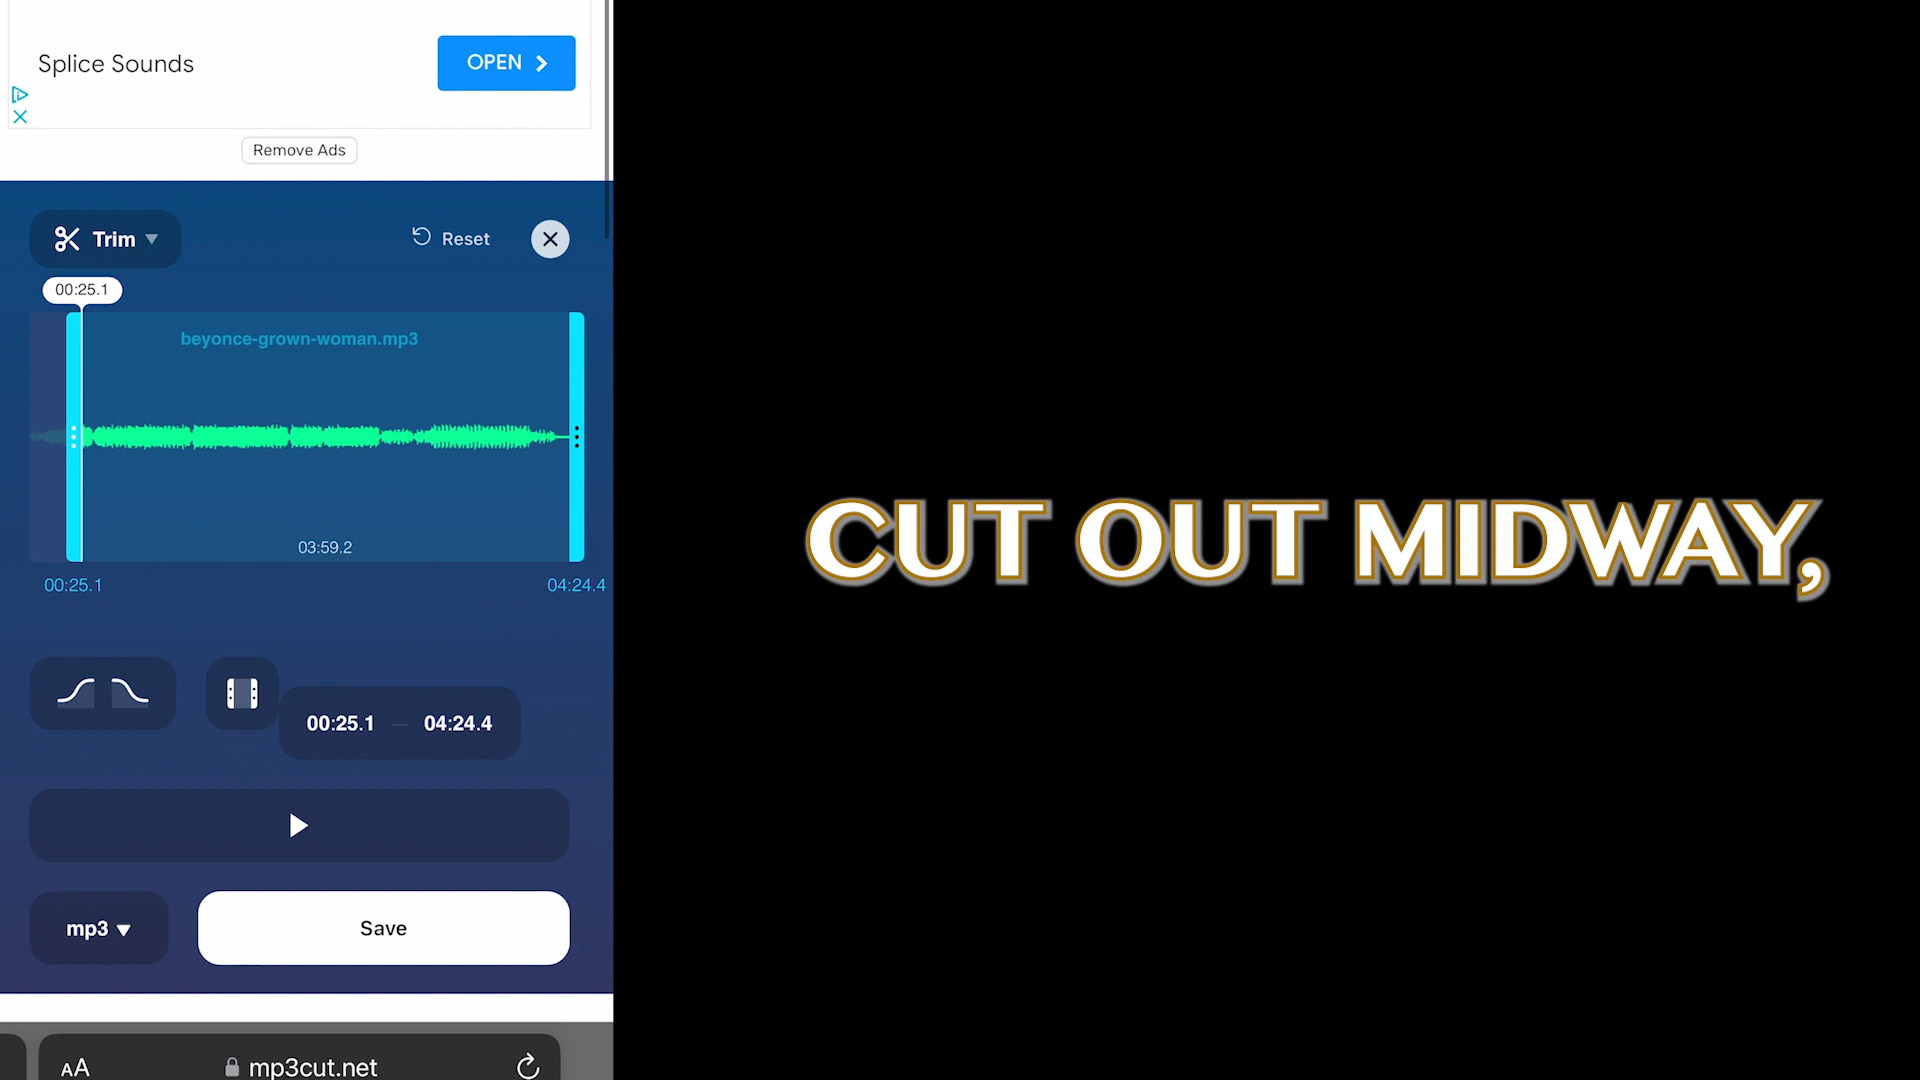 Splice Sounds
OPEN
Remove Ads
Trim
Reset
00:25.1
beyonce-grown-woman.mp3
03:59.2
00:25.1
04:24.4
00:25.1 — 04:24.4
mp3
Save
AA
mp3cut.net
CUT OUT MIDWAY,